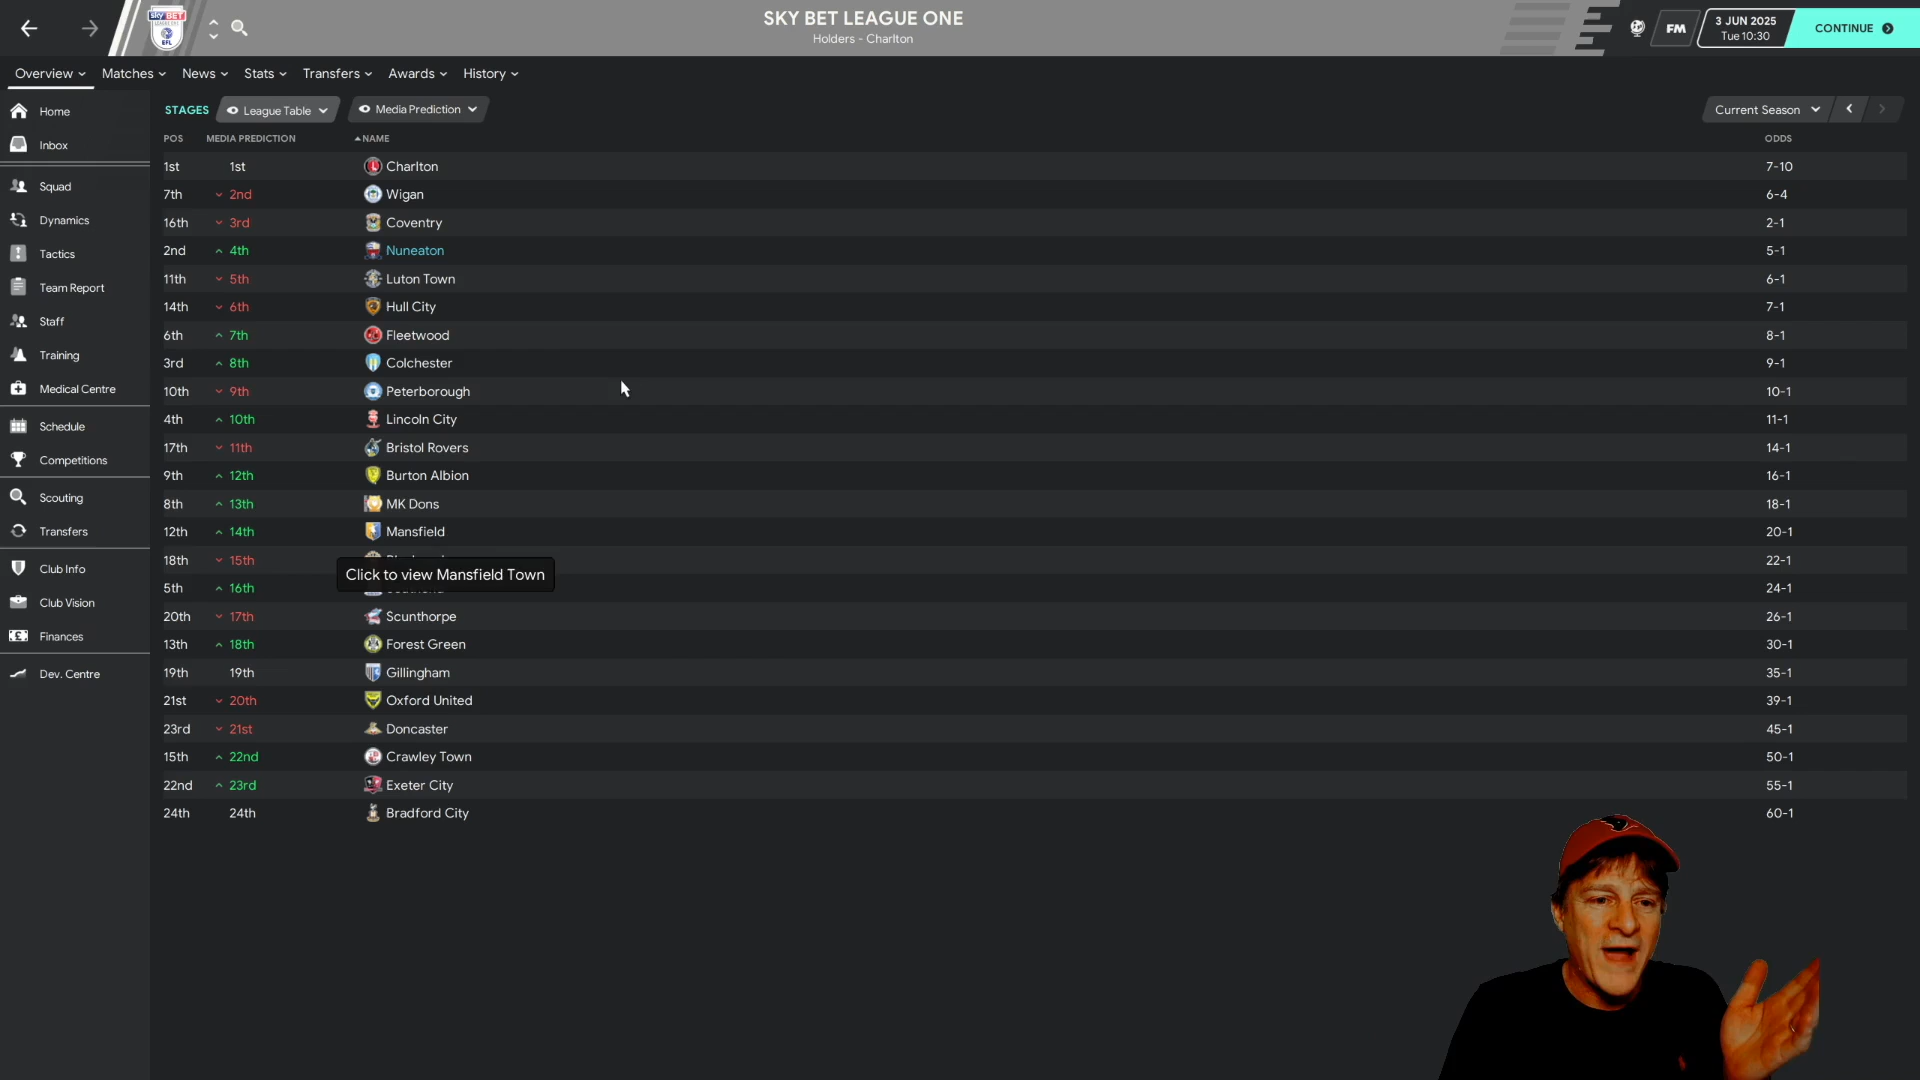 SKY BET LEAGUE ONE
Holders - Charlton
FM
3 JUN 2025
Tue 10:30
CONTINUE
Overview Matches News Stats Transfers Awards History
Home
Inbox
Squad
Dynamics
Tactics
Team Report
Staff
Training
Medical Centre
Schedule
Competitions
Scouting
Transfers
Club Info
Club Vision
Finances
Dev. Centre
STAGES League Table Media Prediction Current Season
POS MEDIA PREDICTION NAME ODDS
1st 1st Charlton 7-10
7th 2nd Wigan 6-4
16th 3rd Coventry 2-1
2nd 4th Nuneaton 5-1
11th 5th Luton Town 6-1
14th 6th Hull City 7-1
6th 7th Fleetwood 8-1
3rd 8th Colchester 9-1
10th 9th Peterborough 10-1
4th 10th Lincoln City 11-1
17th 11th Bristol Rovers 14-1
9th 12th Burton Albion 16-1
8th 13th MK Dons 18-1
12th 14th Mansfield 20-1
18th 15th 22-1
Click to view Mansfield Town
5th 16th 24-1
20th 17th Scunthorpe 26-1
13th 18th Forest Green 30-1
19th 19th Gillingham 35-1
21st 20th Oxford United 39-1
23rd 21st Doncaster 45-1
15th 22nd Crawley Town 50-1
22nd 23rd Exeter City 55-1
24th 24th Bradford City 60-1